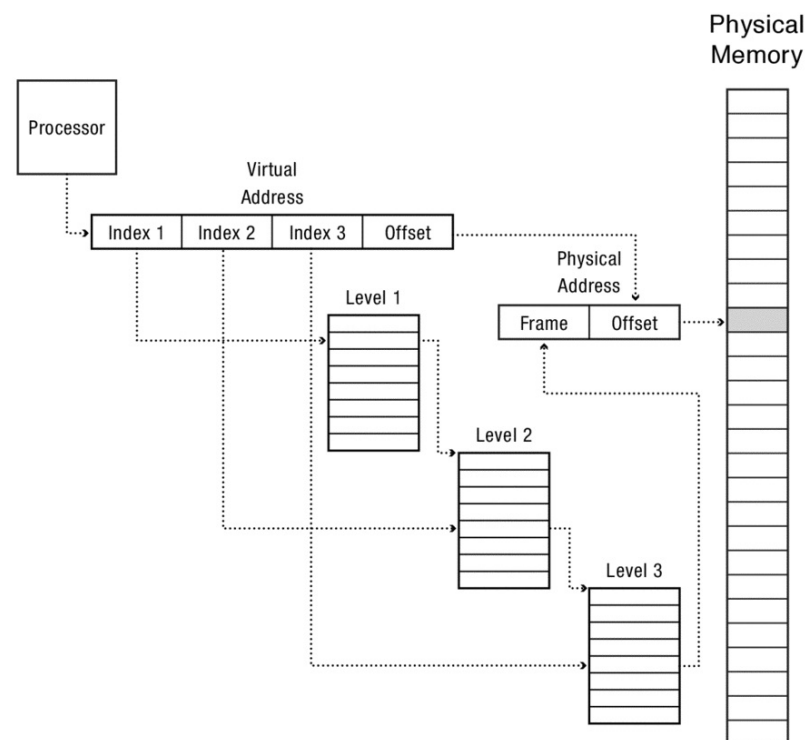 Physical
Memory
Processor
Virtual
Address
Index 1
Index 2
Index 3
Offset
Physical
Address
Level 1
Frame
Offset
Level 2
Level 3